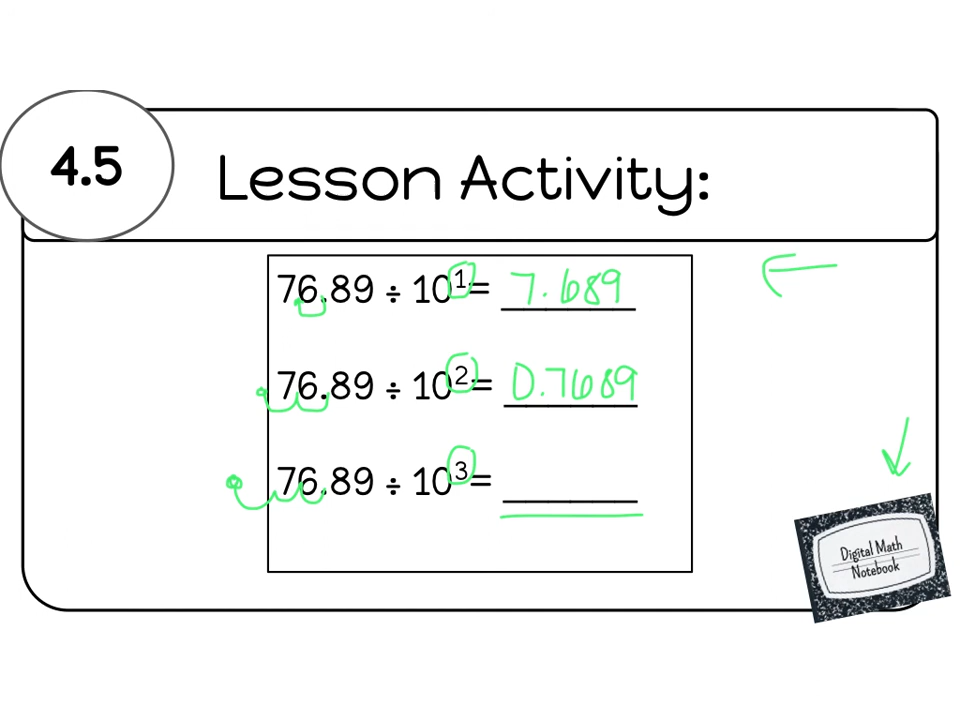 4.5
Lesson Activity:
76.89 ÷ 10¹= 7.689
76.89 ÷ 10²= 0.7689
76.89 ÷ 10³= ______
Digital Math
Notebook